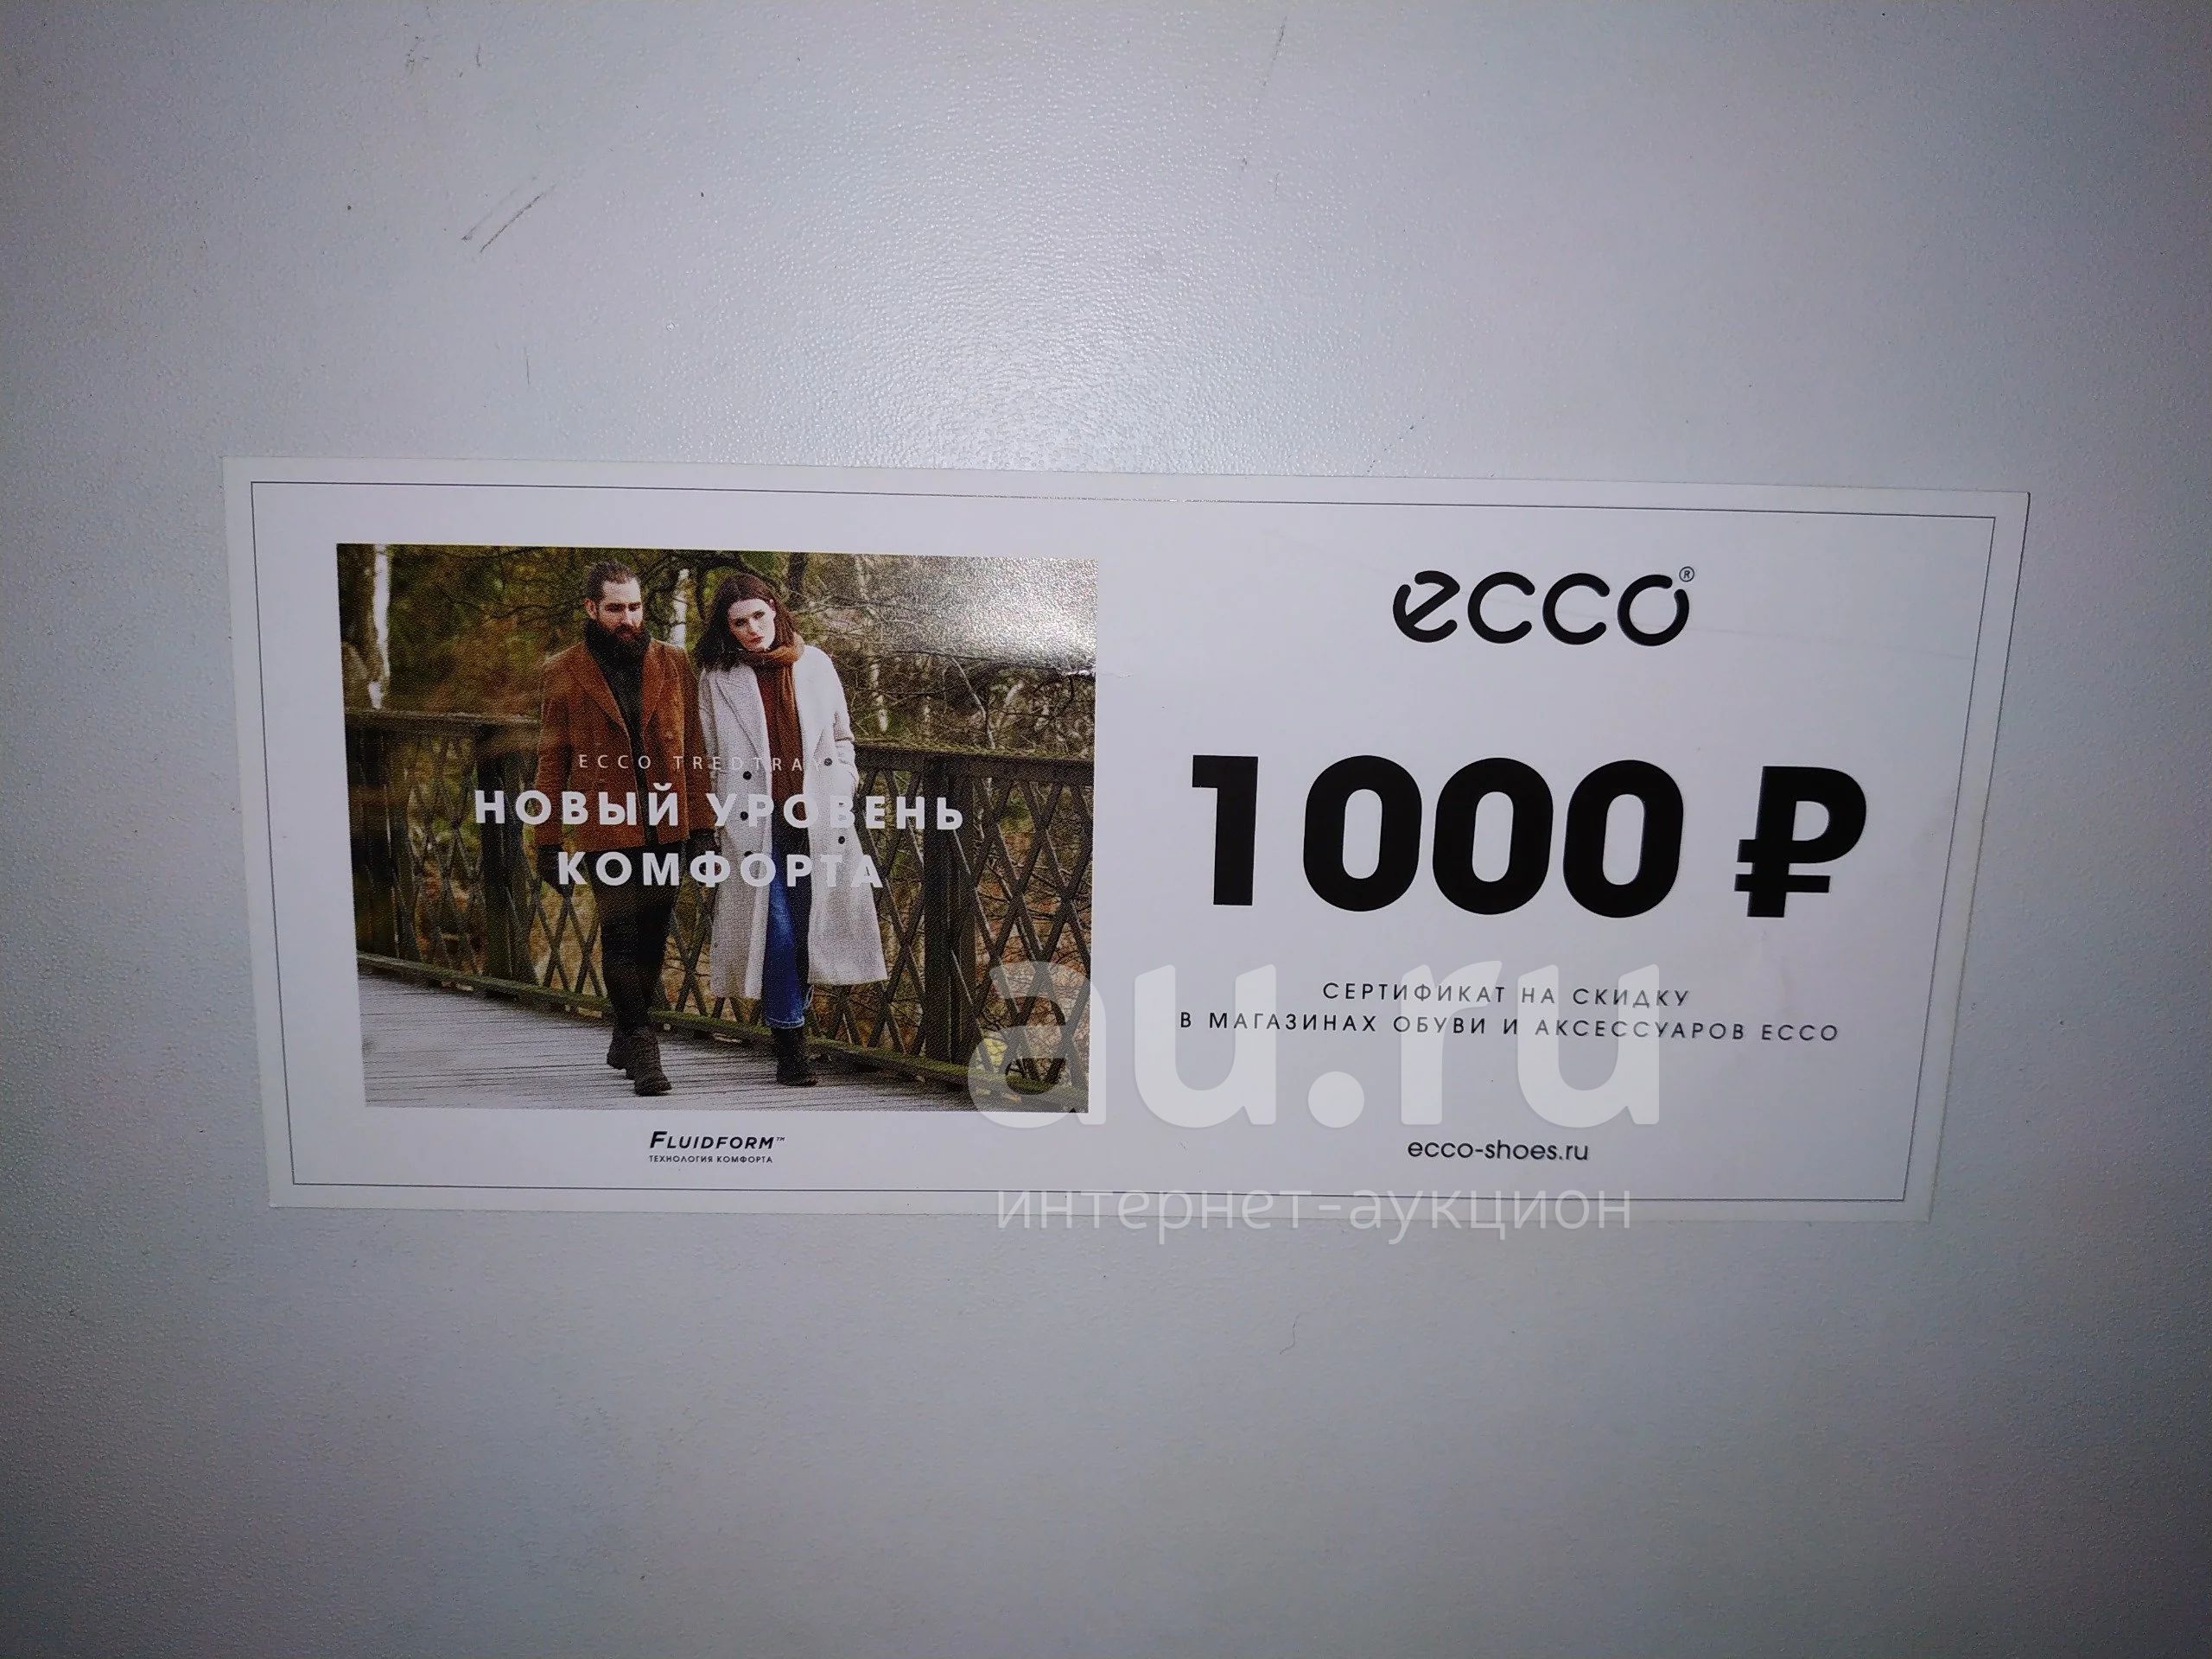 ecco®
1000 ₽
ECCO TREDTRAY
НОВЫЙ УРОВЕНЬ
КОМФОРТА
СЕРТИФИКАТ НА СКИДКУ
В МАГАЗИНАХ ОБУВИ И АКСЕССУАРОВ ECCO
FLUIDFORM™
ТЕХНОЛОГИЯ КОМФОРТА
ecco-shoes.ru
au.ru
интернет-аукцион